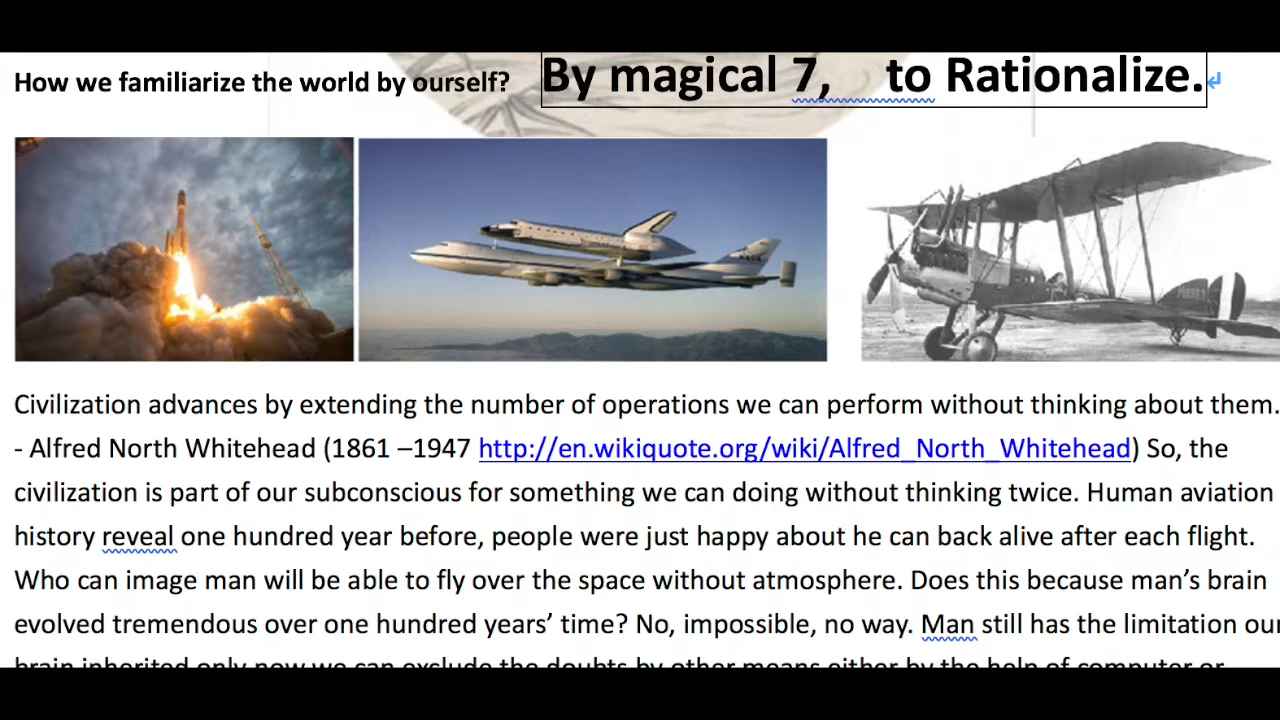 How we familiarize the world by ourself? By magical 7, to Rationalize.
Civilization advances by extending the number of operations we can perform without thinking about them.
- Alfred North Whitehead (1861 –1947 http://en.wikiquote.org/wiki/Alfred_North_Whitehead) So, the
civilization is part of our subconscious for something we can doing without thinking twice. Human aviation
history reveal one hundred year before, people were just happy about he can back alive after each flight.
Who can image man will be able to fly over the space without atmosphere. Does this because man's brain
evolved tremendous over one hundred years' time? No, impossible, no way. Man still has the limitation our
brain inherited only now we can exclude the doubts by other means either by the help of computer or